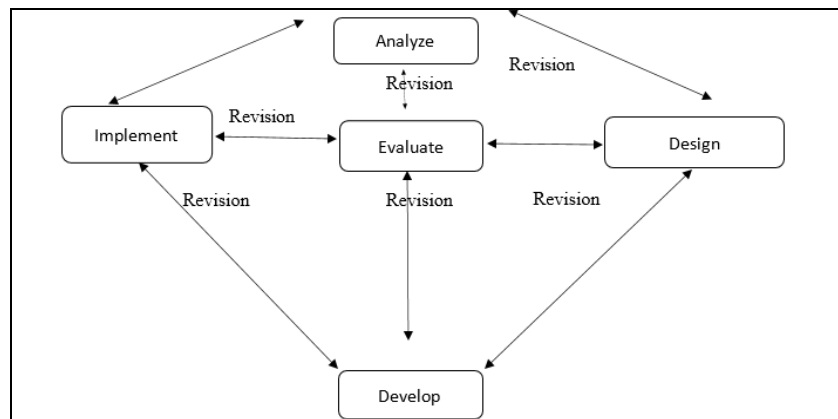 Analyze
Revision
Revision
Revision
Implement
Evaluate
Design
Revision
Revision
Revision
Develop